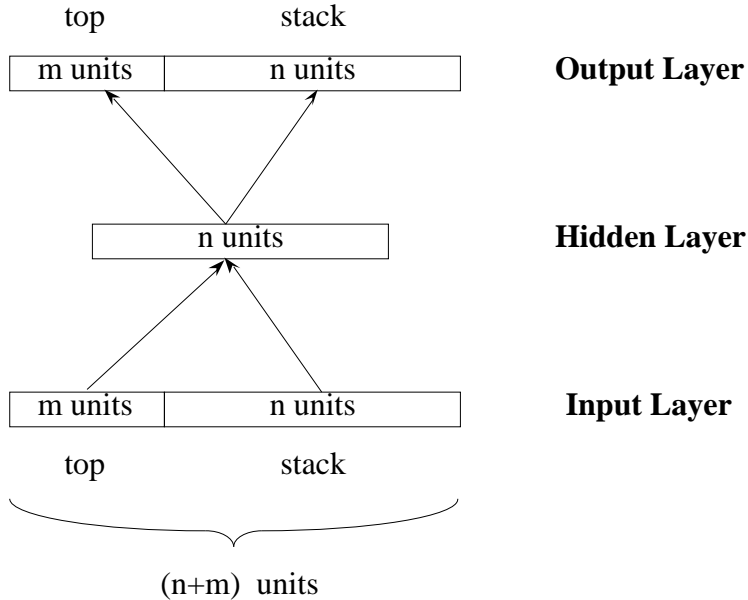 top stack
m units n units Output Layer
n units Hidden Layer
m units n units Input Layer
top stack
(n+m) units